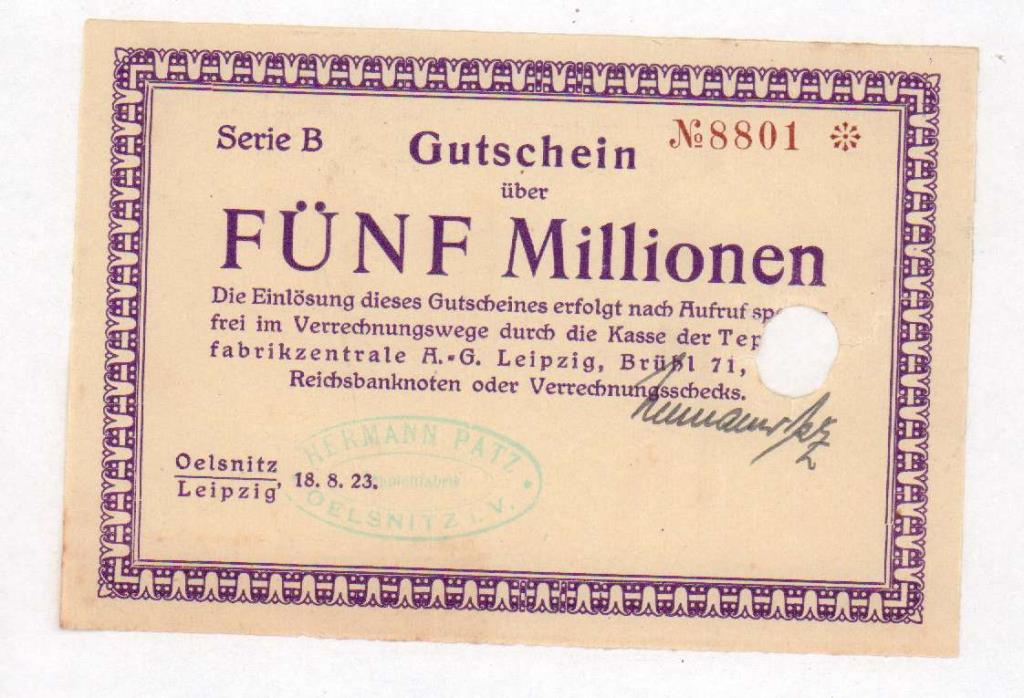 Serie B
Gutschein
№8801
über
FÜNF Millionen
Die Einlösung dieses Gutscheines erfolgt nach Aufruf
frei im Verrechnungswege durch die Kasse der Tep
fabrikzentrale A.-G. Leipzig, Brühl 71,
Reichsbanknoten oder Verrechnungsschecks.
Oelsnitz
Leipzig, 18. 8. 23.
HERMANN PATZ
OELSNITZ i. V.